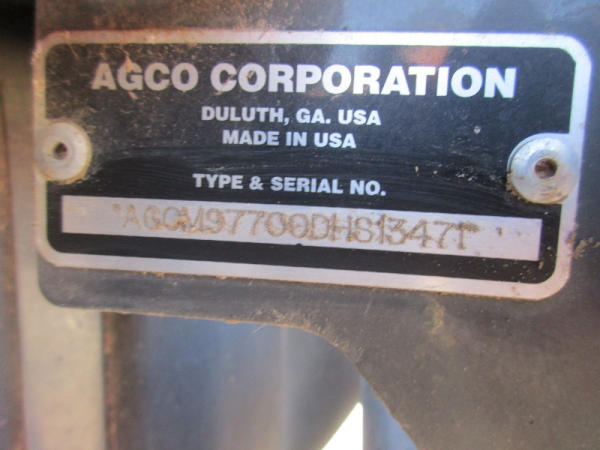 AGCO CORPORATION
DULUTH, GA. USA
MADE IN USA
TYPE & SERIAL NO.
*AGCM97700DHS13471*